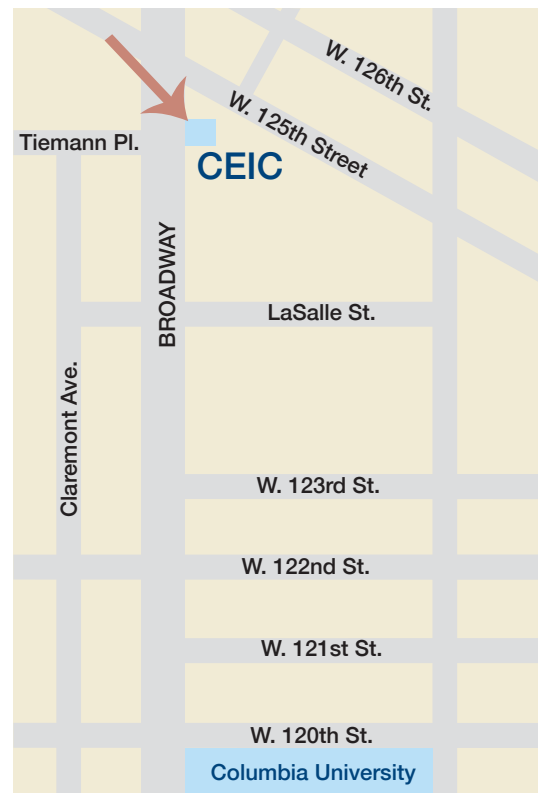 W. 126th St.
W. 125th Street
Tiemann Pl.
CEIC
BROADWAY
LaSalle St.
Claremont Ave.
W. 123rd St.
W. 122nd St.
W. 121st St.
W. 120th St.
Columbia University